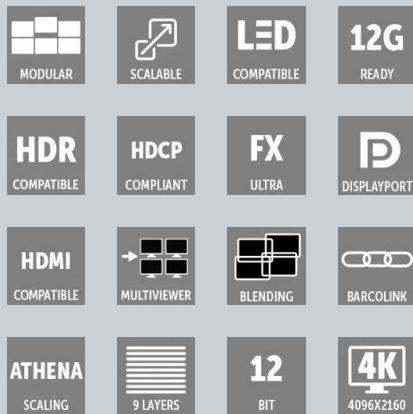 MODULAR
SCALABLE
LED
COMPATIBLE
12G
READY
HDR
COMPATIBLE
HDCP
COMPLIANT
FX
ULTRA
DISPLAYPORT
HDMI
COMPATIBLE
MULTIVIEWER
BLENDING
BARCOLINK
ATHENA
SCALING
9 LAYERS
12
BIT
4K
4096X2160